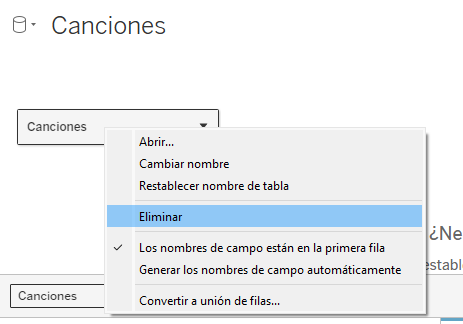 Canciones
Canciones
Abrir...
Cambiar nombre
Restablecer nombre de tabla
Eliminar
¿Ne
Los nombres de campo están en la primera fila
Generar los nombres de campo automáticamente
estable
Canciones
Convertir a unión de filas...